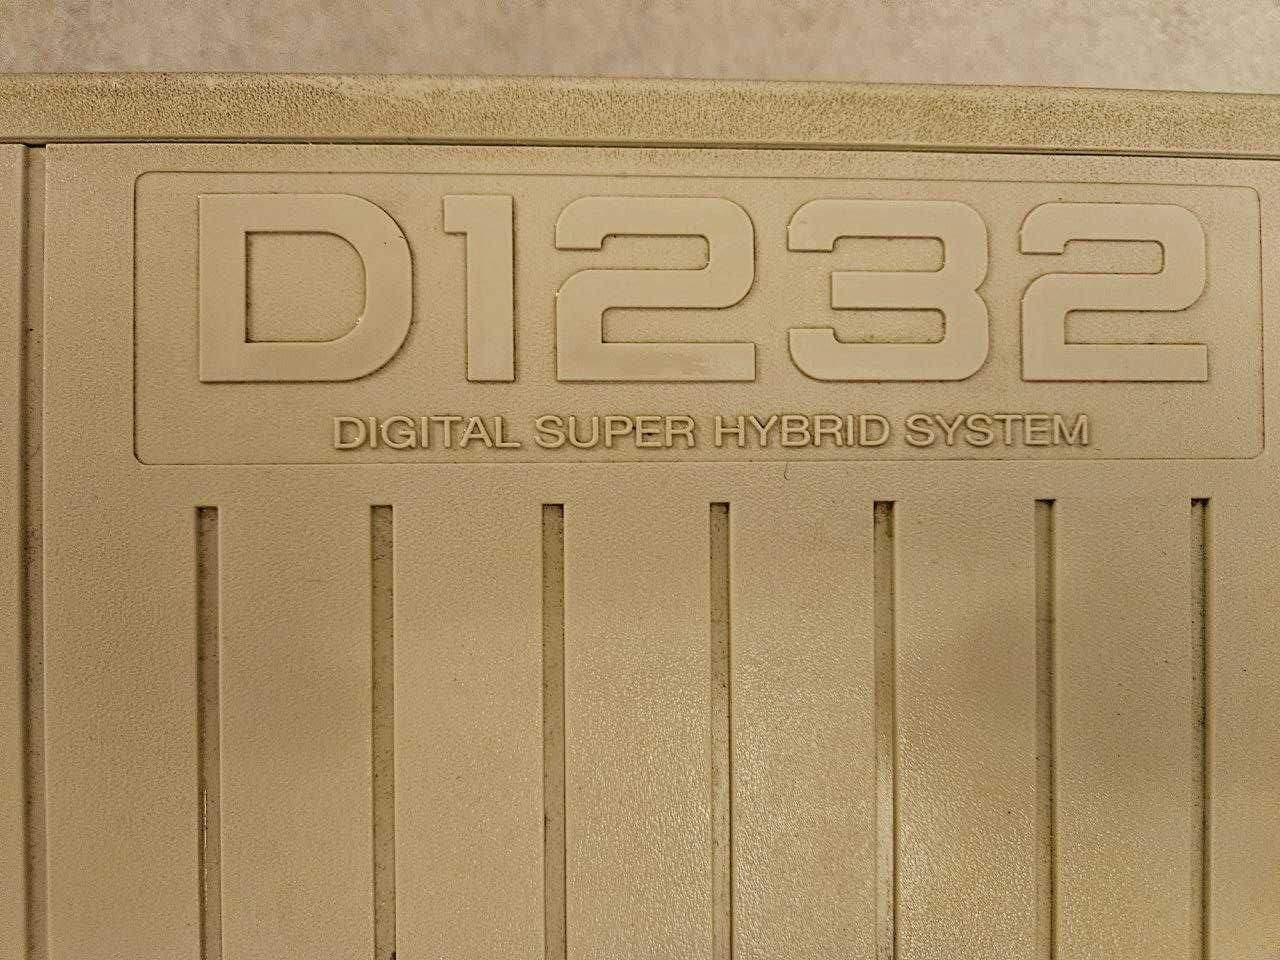 D1232
DIGITAL SUPER HYBRID SYSTEM